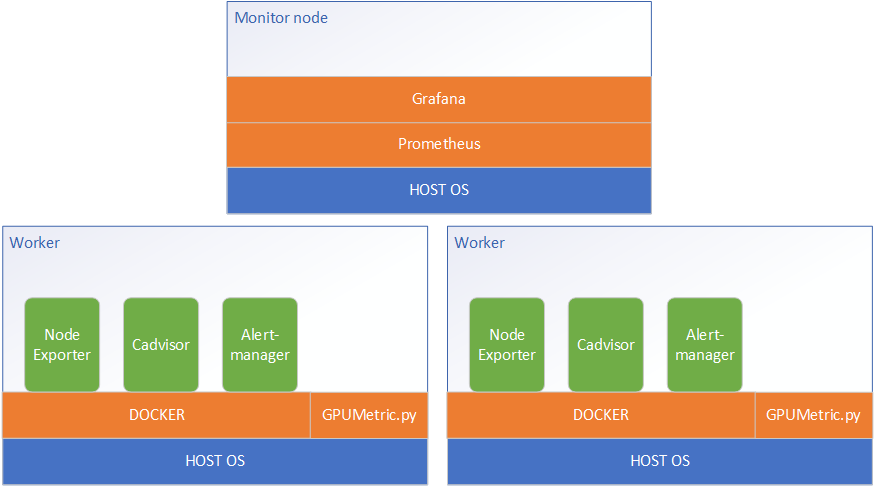 Monitor node
Grafana
Prometheus
HOST OS
Worker
Node
Exporter
Cadvisor
Alert-
manager
DOCKER
GPUMetric.py
HOST OS
Worker
Node
Exporter
Cadvisor
Alert-
manager
DOCKER
GPUMetric.py
HOST OS